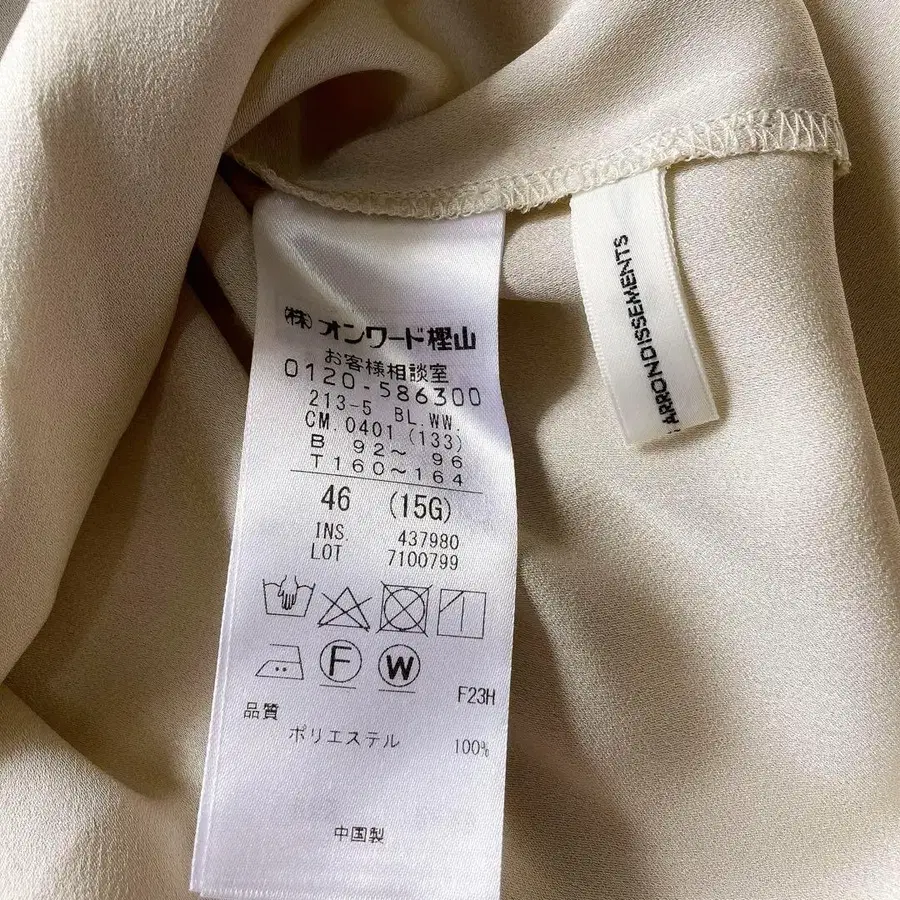 ㈱ オンワード樫山
お客様相談室
0120-586300
213-5 BL.WW.
CM.0401 (133)
B 92～ 96
T160～164
46 (15G)
INS. 437980
LOT 7100799
F
W
F23H
品質
ポリエステル 100%
中国製
ARRONDISSEMENTS